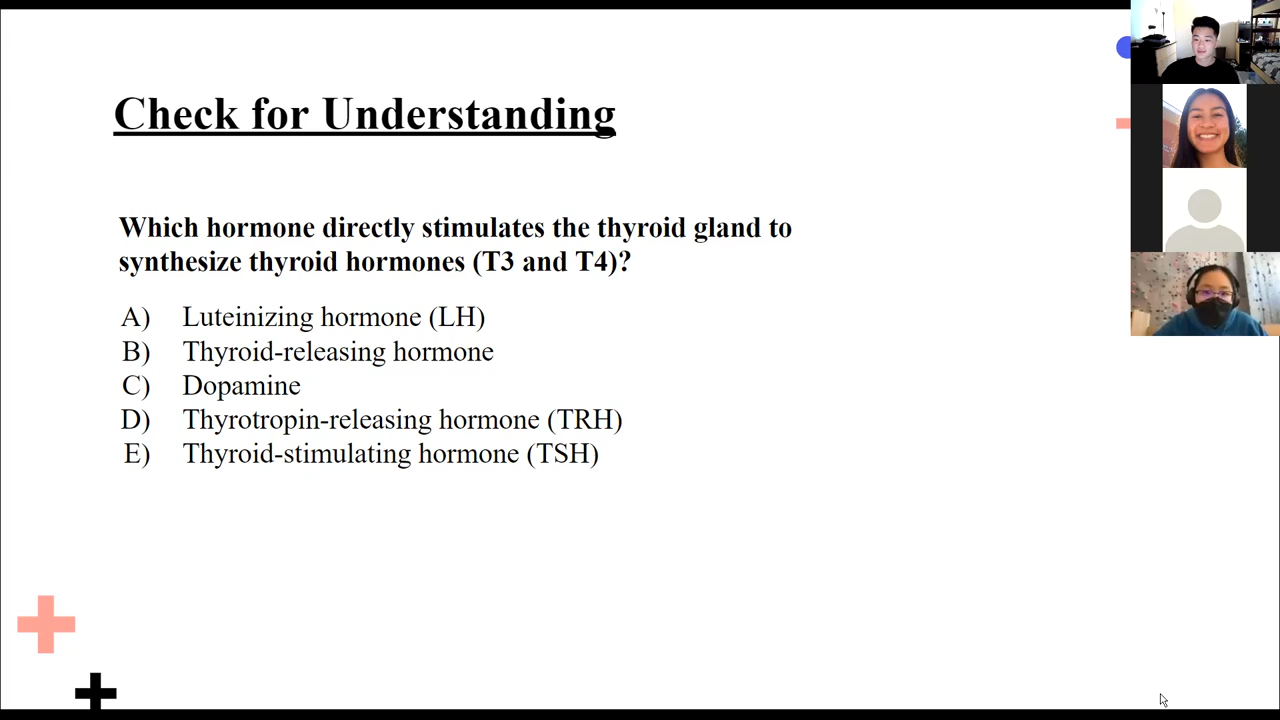 Check for Understanding
Which hormone directly stimulates the thyroid gland to
synthesize thyroid hormones (T3 and T4)?
A) Luteinizing hormone (LH)
B) Thyroid-releasing hormone
C) Dopamine
D) Thyrotropin-releasing hormone (TRH)
E) Thyroid-stimulating hormone (TSH)